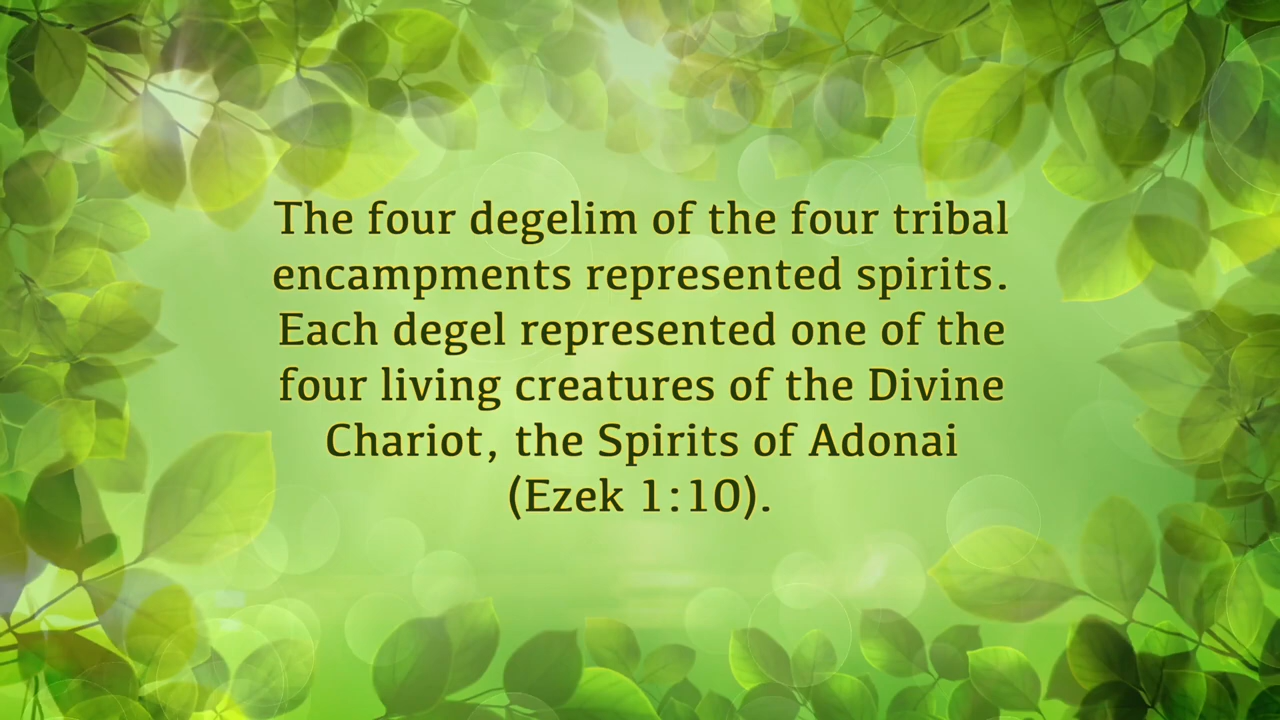 The four degelim of the four tribal
encampments represented spirits.
Each degel represented one of the
four living creatures of the Divine
Chariot, the Spirits of Adonai
(Ezek 1:10).